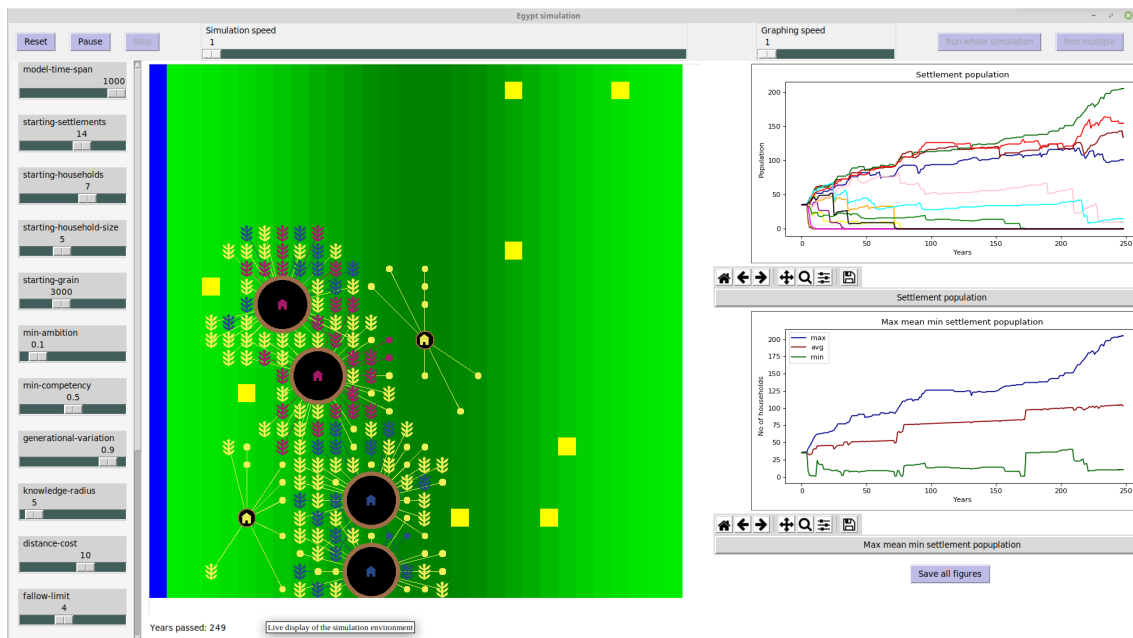 Egypt simulation
Reset
Pause
Step
Simulation speed
1
Graphing speed
1
Run whole simulation
Run multiple
model-time-span
1000
starting-settlements
14
starting-households
7
starting-household-size
5
starting-grain
3000
min-ambition
0.1
min-competency
0.5
generational-variation
0.9
knowledge-radius
5
distance-cost
10
fallow-limit
4
Years passed: 249
Live display of the simulation environment
Settlement population
Population
200
150
100
50
0
0 50 100 150 200 250
Years
Settlement population
Max mean min settlement popuplation
max
avg
min
No of households
200
175
150
125
100
75
50
25
0
0 50 100 150 200 250
Years
Max mean min settlement popuplation
Save all figures